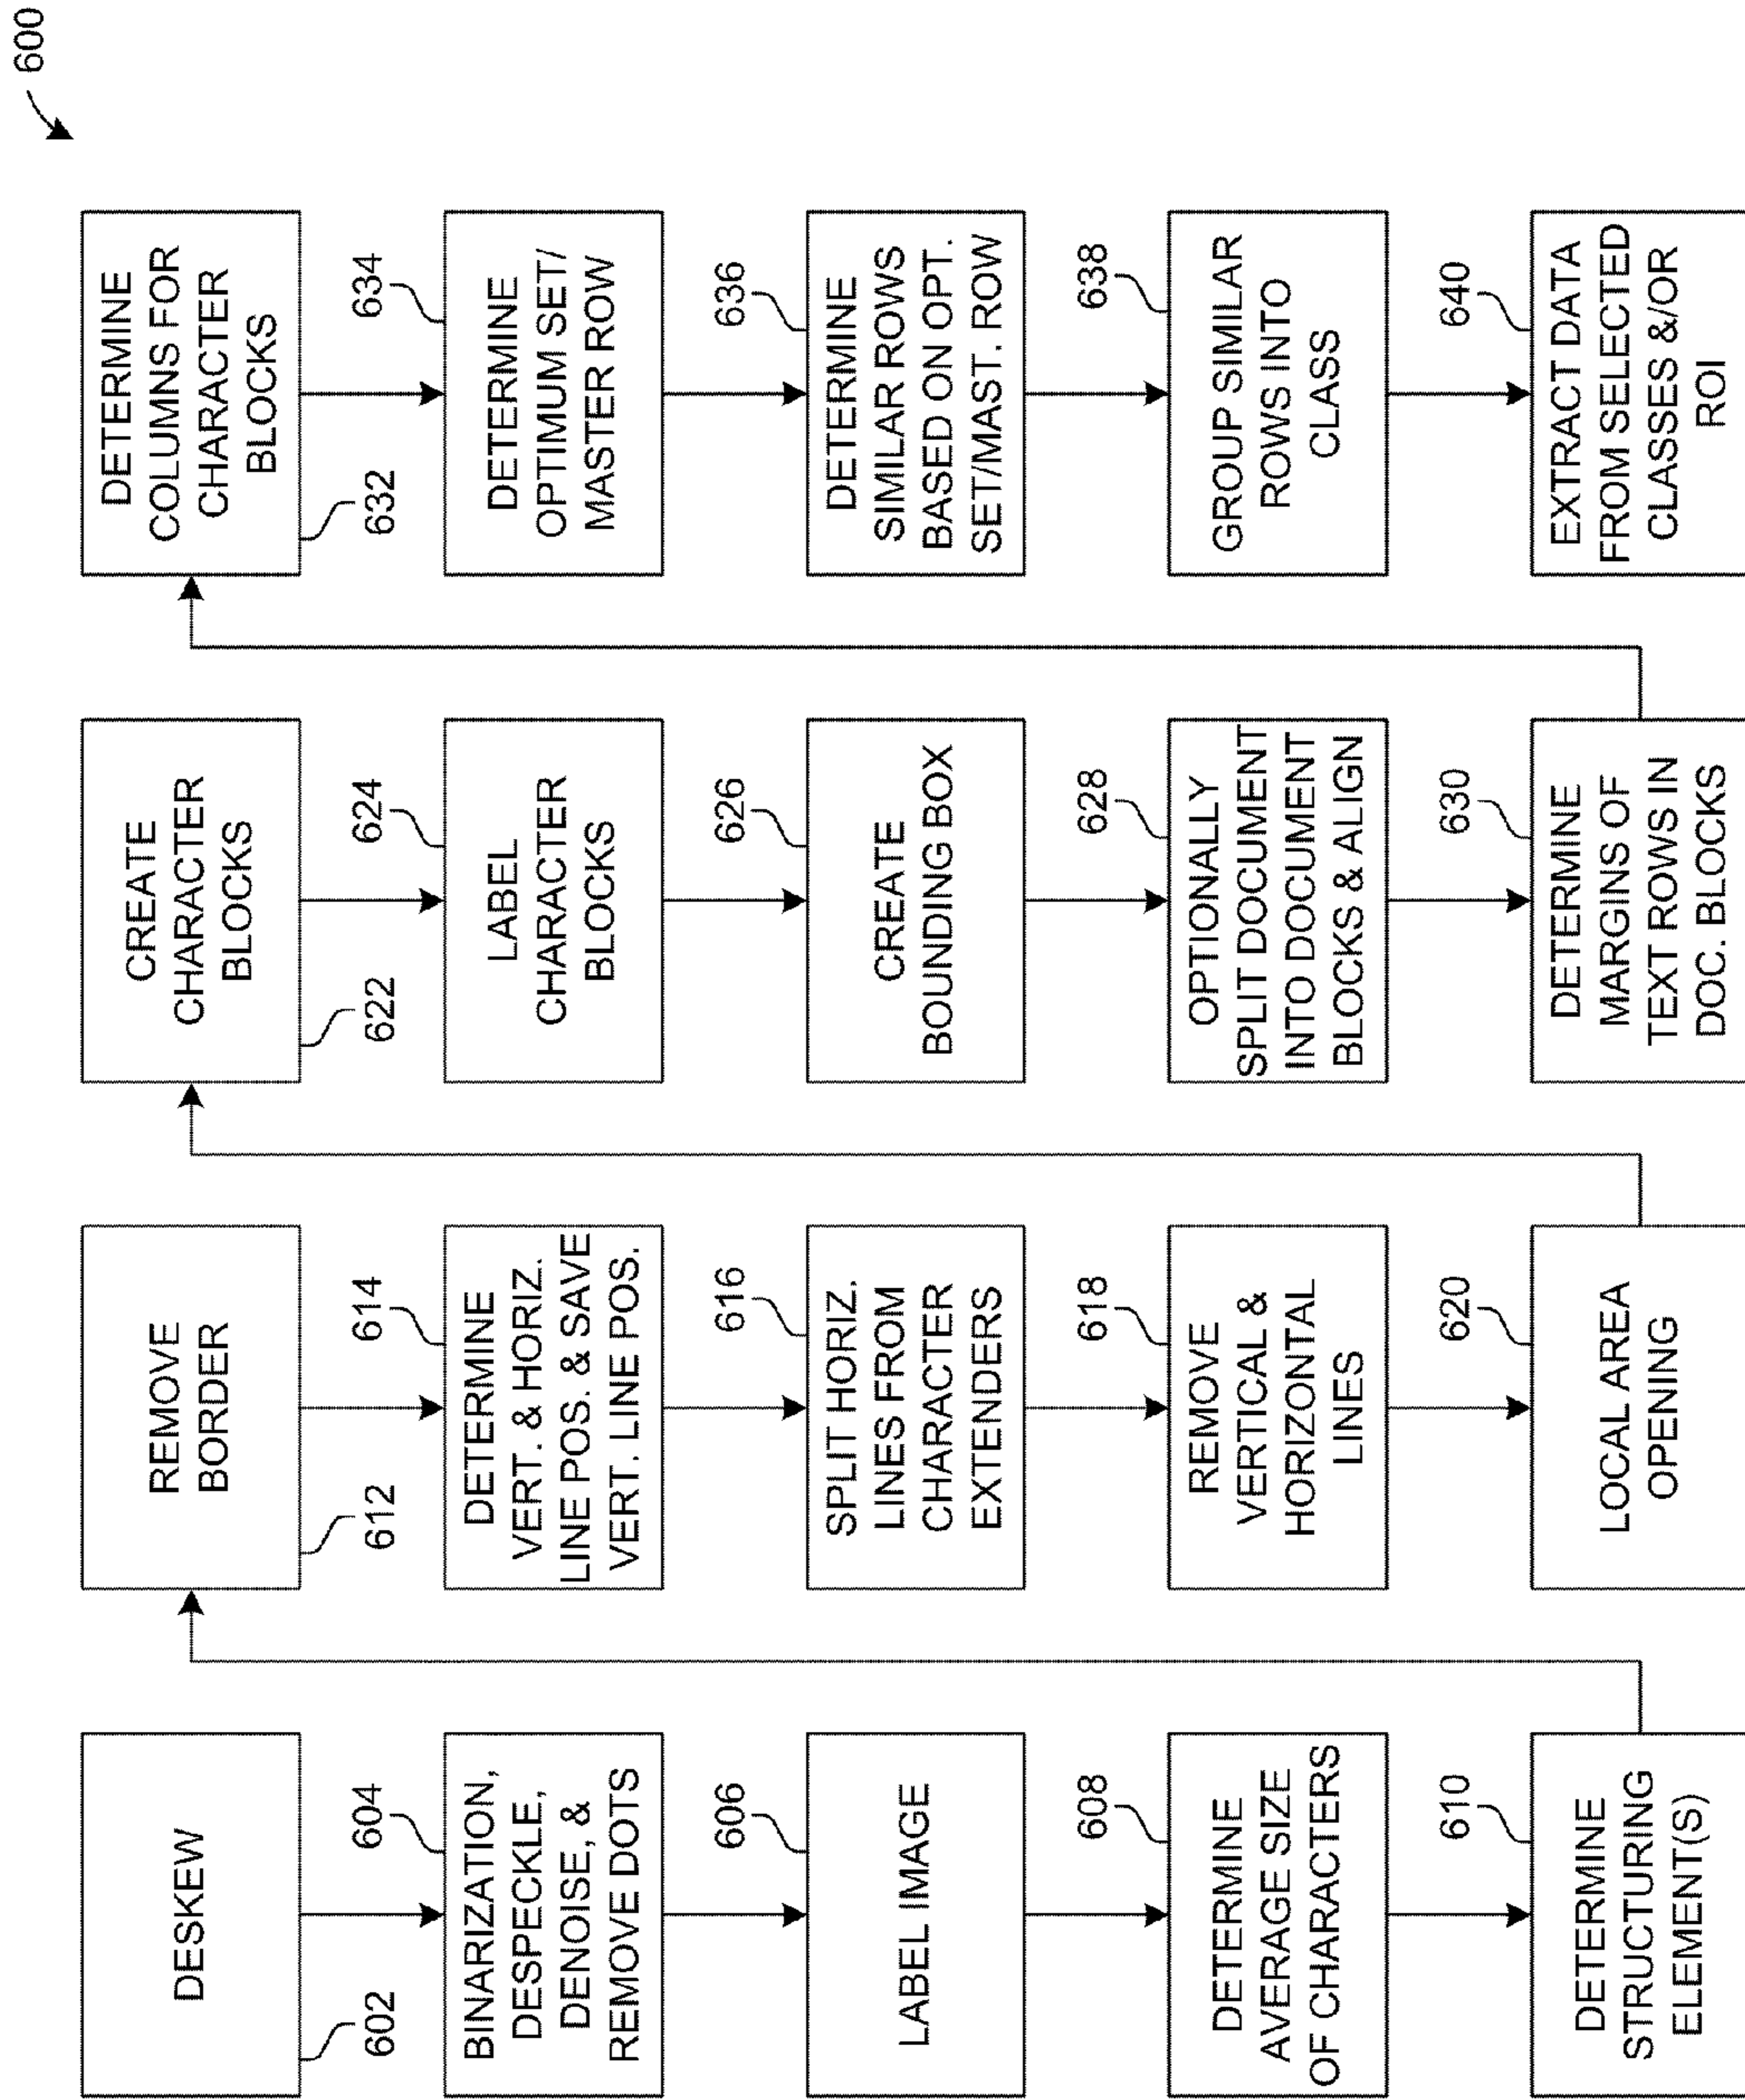 600
DESKEW
602
BINARIZATION,
DESPECKLE,
DENOISE, &
REMOVE DOTS
604
LABEL IMAGE
606
DETERMINE
AVERAGE SIZE
OF CHARACTERS
608
DETERMINE
STRUCTURING
ELEMENT(S)
610
REMOVE
BORDER
612
DETERMINE
VERT. & HORIZ.
LINE POS. & SAVE
VERT. LINE POS.
614
SPLIT HORIZ.
LINES FROM
CHARACTER
EXTENDERS
616
REMOVE
VERTICAL &
HORIZONTAL
LINES
618
LOCAL AREA
OPENING
620
CREATE
CHARACTER
BLOCKS
622
LABEL
CHARACTER
BLOCKS
624
CREATE
BOUNDING BOX
626
OPTIONALLY
SPLIT DOCUMENT
INTO DOCUMENT
BLOCKS & ALIGN
628
DETERMINE
MARGINS OF
TEXT ROWS IN
DOC. BLOCKS
630
DETERMINE
COLUMNS FOR
CHARACTER
BLOCKS
632
DETERMINE
OPTIMUM SET/
MASTER ROW
634
DETERMINE
SIMILAR ROWS
BASED ON OPT.
SET/MAST. ROW
636
GROUP SIMILAR
ROWS INTO
CLASS
638
EXTRACT DATA
FROM SELECTED
CLASSES &/OR
ROI
640